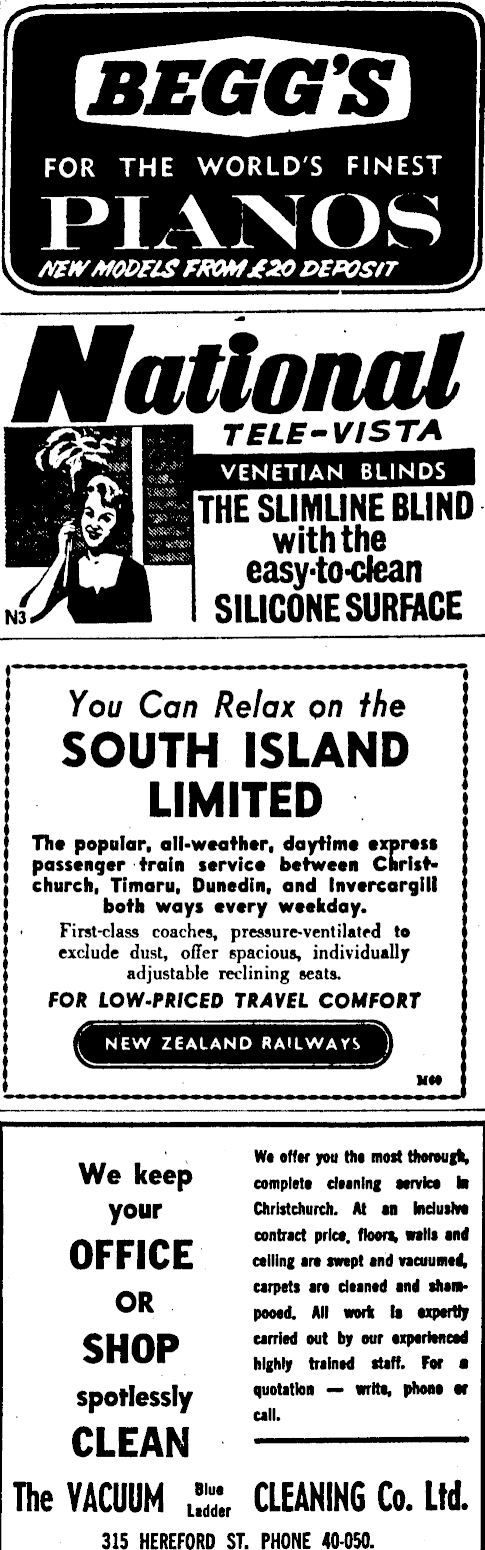 BEGG'S
FOR THE WORLD'S FINEST
PIANOS
NEW MODELS FROM £20 DEPOSIT
National
TELE-VISTA
VENETIAN BLINDS
THE SLIMLINE BLIND
with the
easy-to-clean
SILICONE SURFACE
N3
You Can Relax on the
SOUTH ISLAND
LIMITED
The popular, all-weather, daytime express
passenger train service between Christ-
church, Timaru, Dunedin, and Invercargill
both ways every weekday.
First-class coaches, pressure-ventilated to
exclude dust, offer spacious, individually
adjustable reclining seats.
FOR LOW-PRICED TRAVEL COMFORT
NEW ZEALAND RAILWAYS
M60
We keep
your
OFFICE
OR
SHOP
spotlessly
CLEAN
We offer you the most thorough,
complete cleaning service in
Christchurch. At an inclusive
contract price, floors, walls and
ceiling are swept and vacuumed,
carpets are cleaned and sham-
pooed. All work is expertly
carried out by our experienced
highly trained staff. For a
quotation — write, phone or
call.
The VACUUM Blue Ladder CLEANING Co. Ltd.
315 HEREFORD ST. PHONE 40-050.